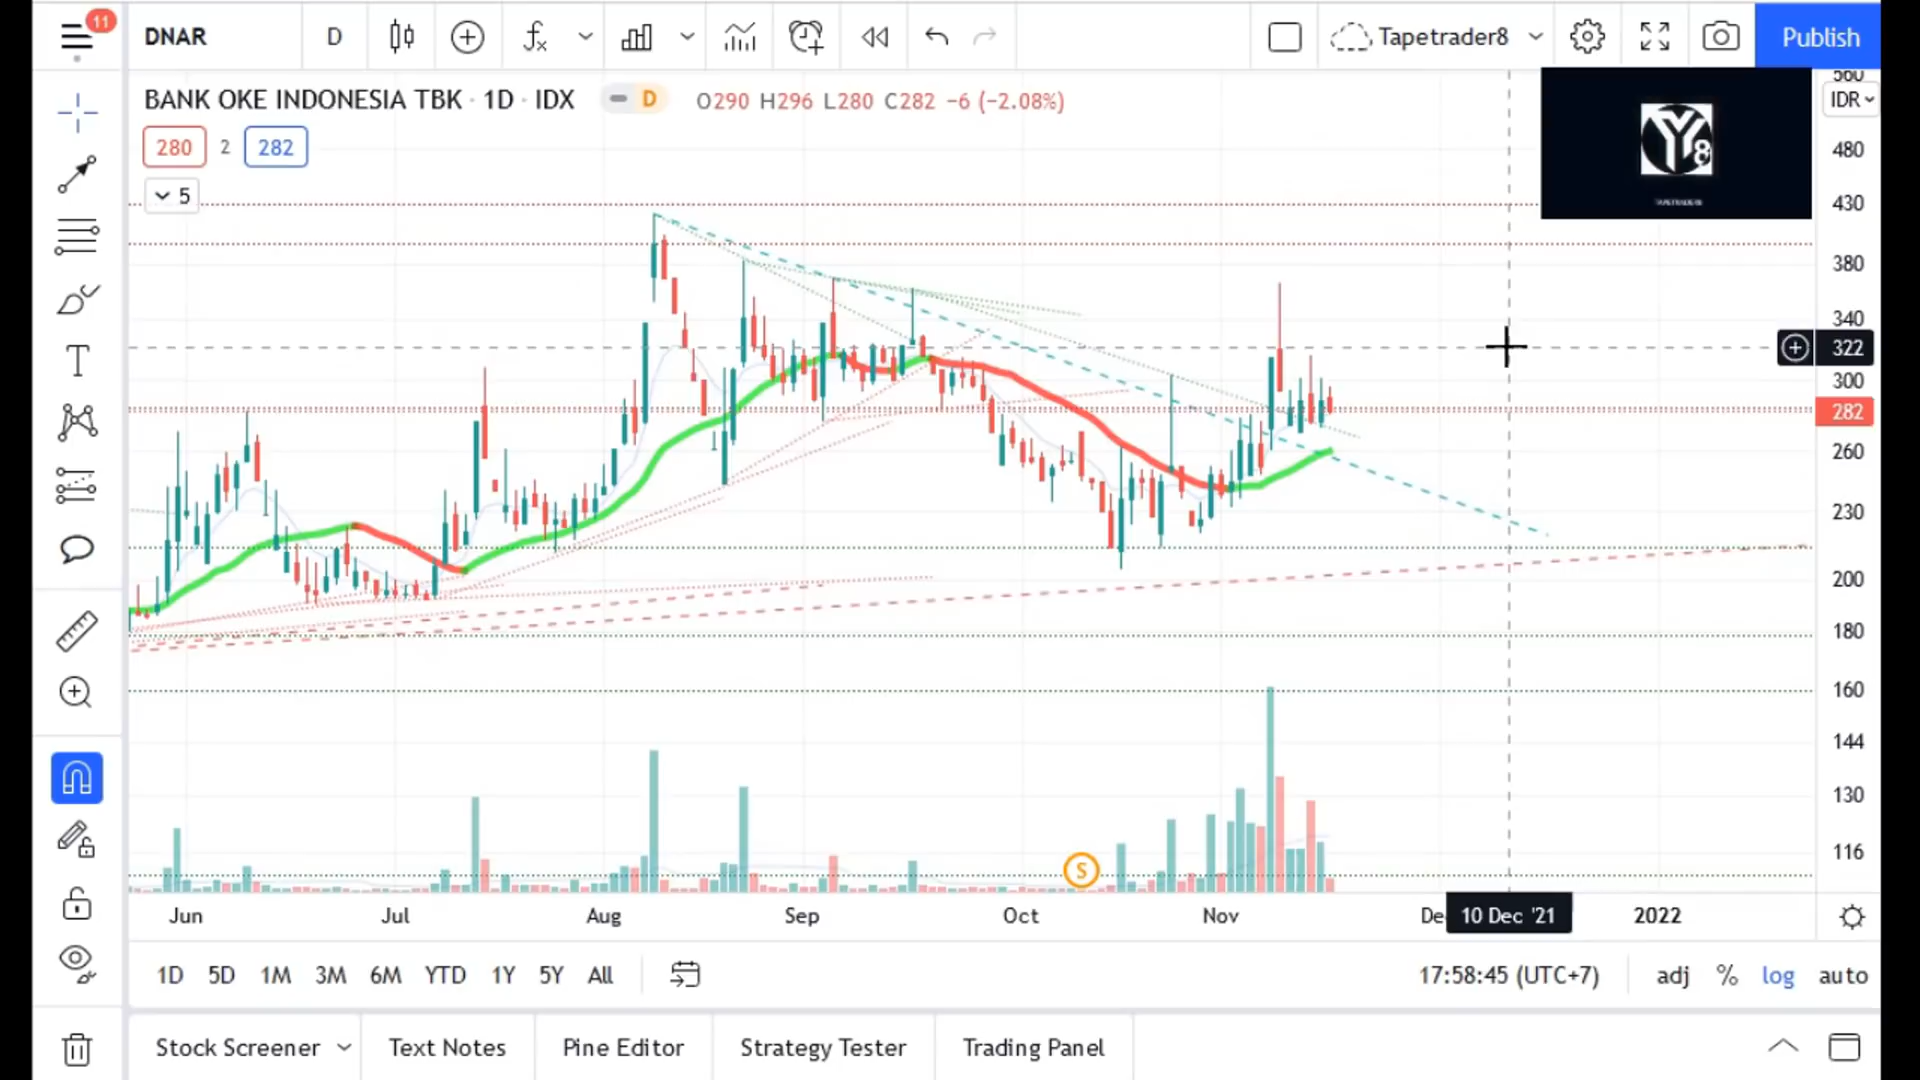 11
DNAR
D
Tapetrader8
Publish
BANK OKE INDONESIA TBK · 1D · IDX
D
O290 H296 L280 C282 −6 (−2.08%)
280 2 282
5
IDR
560
480
430
380
340
322
300
282
260
230
200
180
160
144
130
116
8
TAPETRADER8
S
Jun Jul Aug Sep Oct Nov De 10 Dec '21 2022
1D 5D 1M 3M 6M YTD 1Y 5Y All
17:58:45 (UTC+7) adj % log auto
Stock Screener Text Notes Pine Editor Strategy Tester Trading Panel